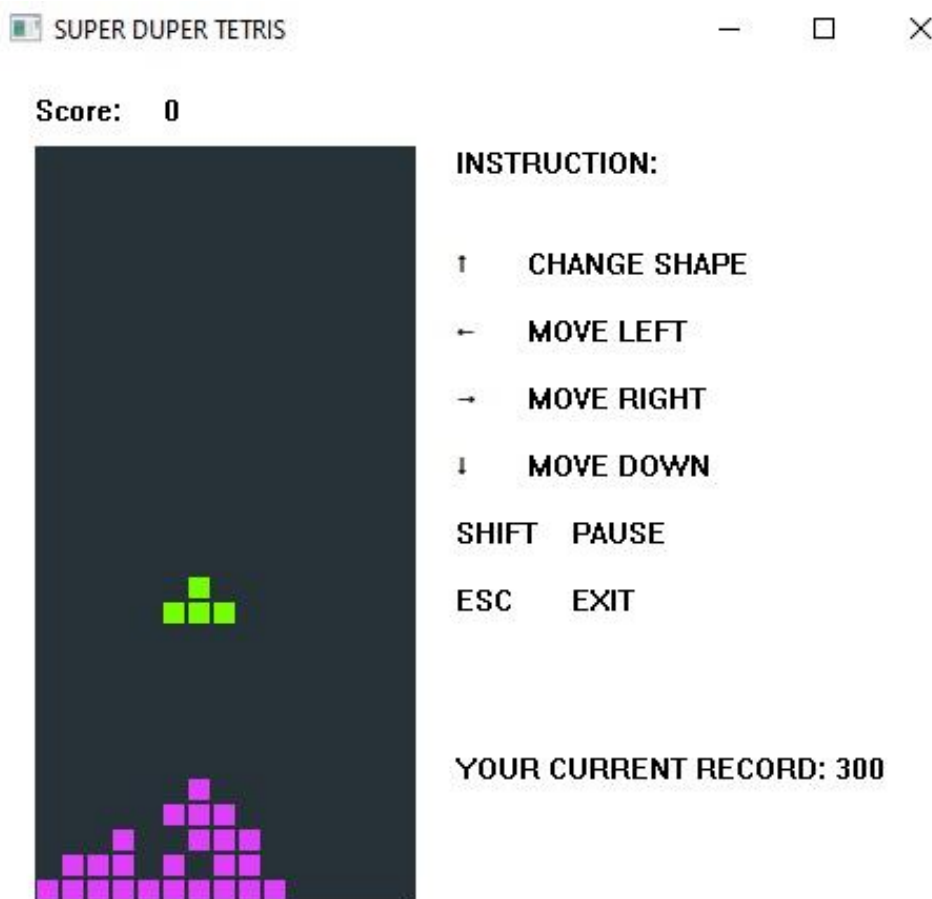 SUPER DUPER TETRIS
Score: 0
INSTRUCTION:
↑ CHANGE SHAPE
← MOVE LEFT
→ MOVE RIGHT
↓ MOVE DOWN
SHIFT PAUSE
ESC EXIT
YOUR CURRENT RECORD: 300